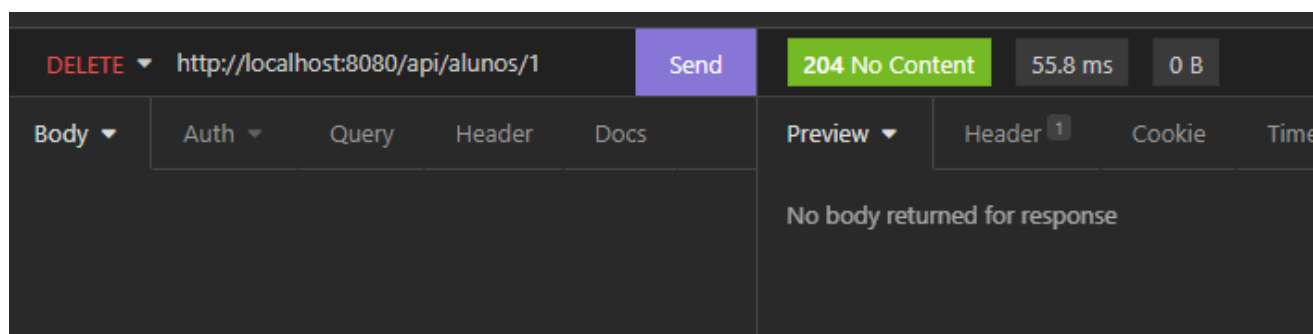 DELETE http://localhost:8080/api/alunos/1 Send 204 No Content 55.8 ms 0 B
Body Auth Query Header Docs Preview Header 1 Cookie Time
No body returned for response